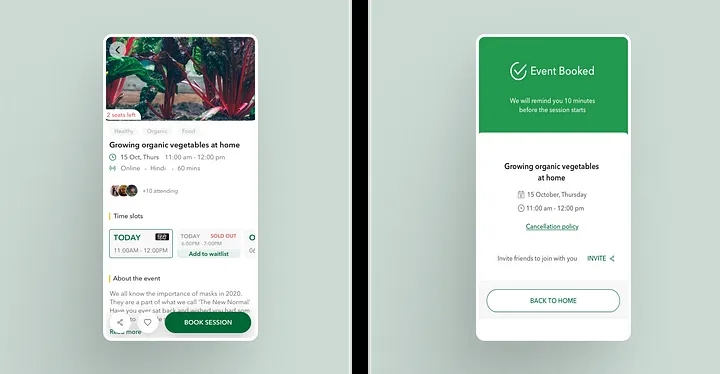 2 seats left
Healthy
Organic
Food
Growing organic vegetables at home
15 Oct, Thurs 11:00 am - 12:00 pm
Online • Hindi • 60 mins
+10 attending
Time slots
TODAY
11:00AM - 12:00PM
TODAY SOLD OUT
6:00PM - 7:00PM
Add to waitlist
About the event
We all know the importance of masks in 2020.
They are a part of what we call 'The New Normal'
Have you ever sat back and wished you had som
Read more
BOOK SESSION
Event Booked
We will remind you 10 minutes
before the session starts
Growing organic vegetables
at home
15 October, Thursday
11:00 am - 12:00 pm
Cancellation policy
Invite friends to join with you INVITE
BACK TO HOME